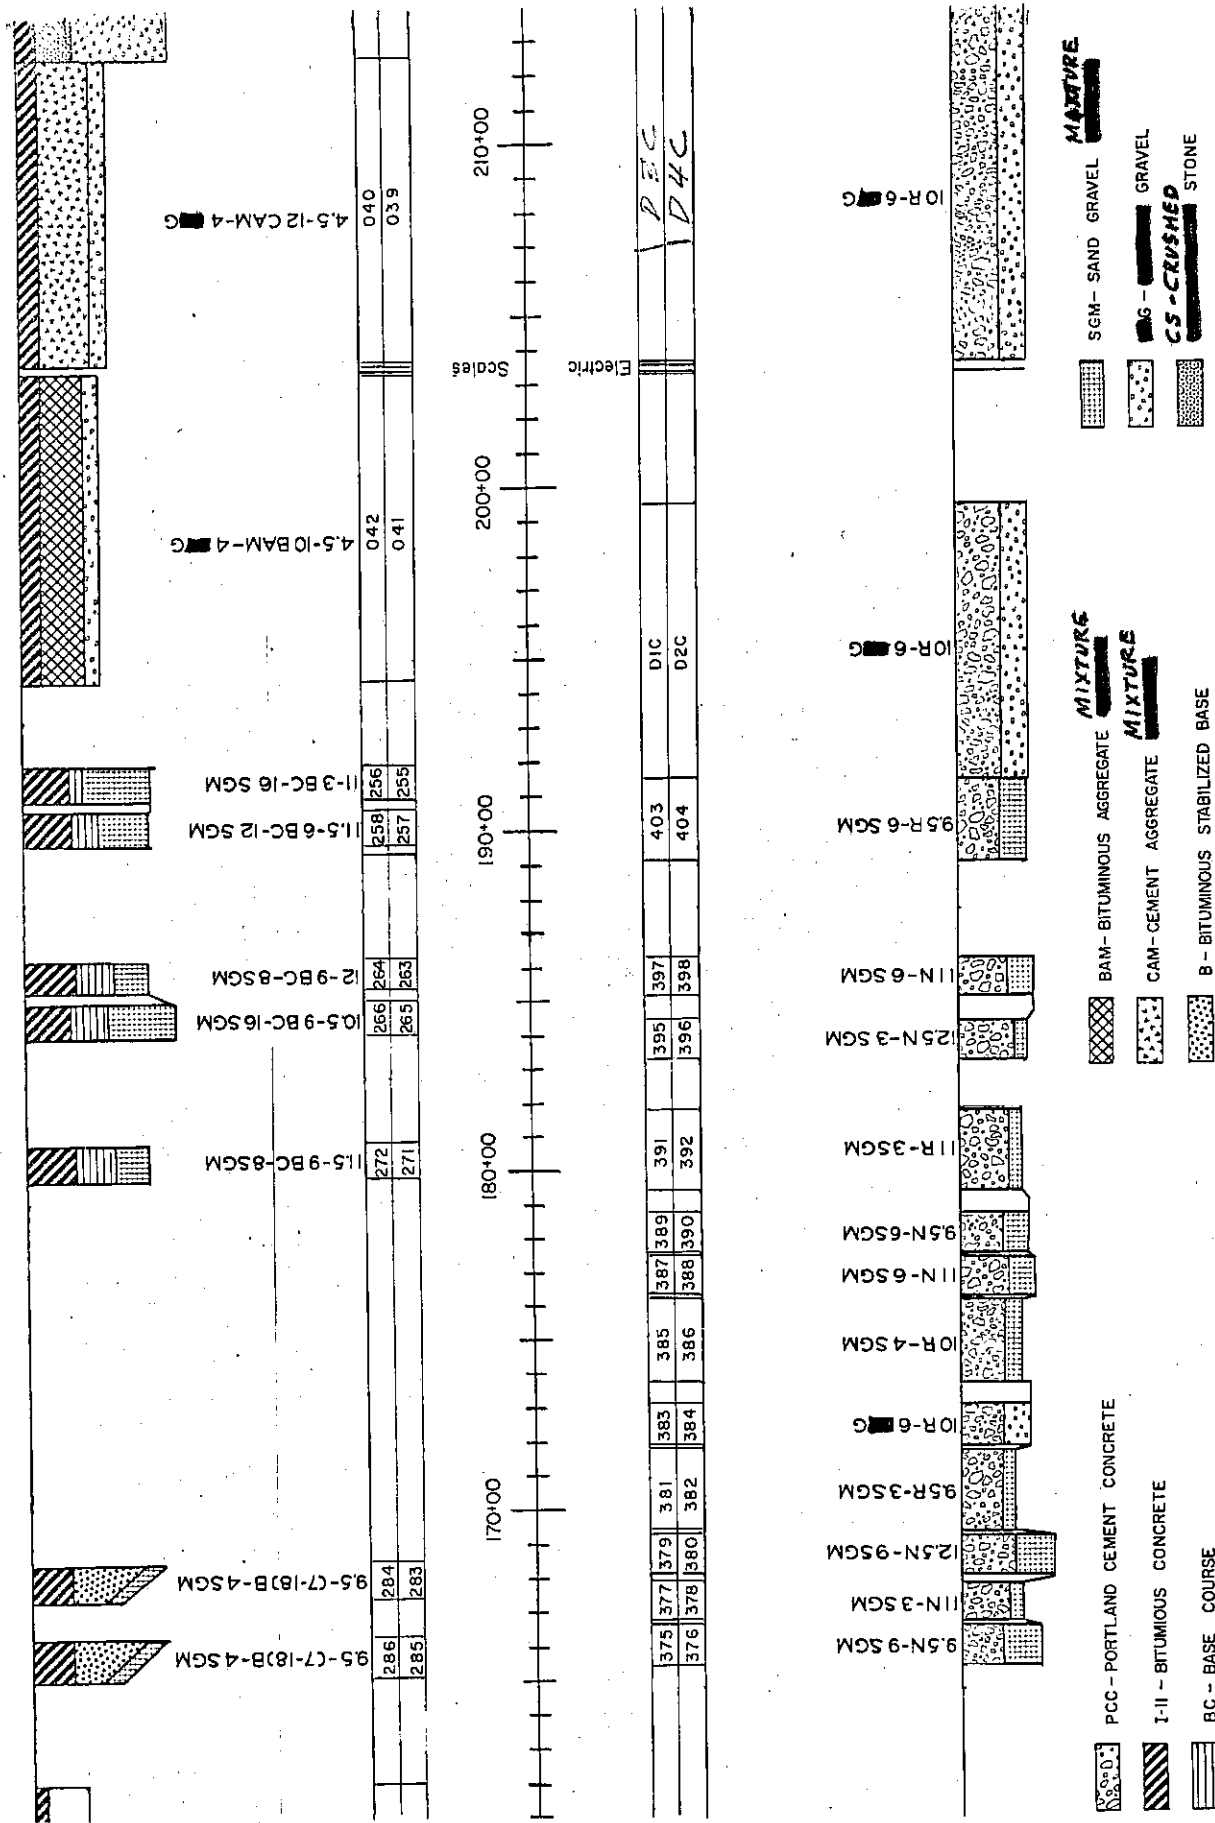 4.5-12 CAM-4 G
4.5-10 BAM-4 G
11-3 BC-16 SGM
11.5-6 BC-12 SGM
12-9 BC-8 SGM
10.5-9 BC-16 SGM
11.5-9 BC-8 SGM
9.5-(7-18)B-4 SGM
9.5-(7-18)B-4 SGM
040
039
042
041
256
255
258
257
264
263
266
265
272
271
284
283
286
285
Scales
Electric
210+00
200+00
190+00
180+00
170+00
D4C
D1C
D2C
403
404
397
398
395
396
391
392
389
390
387
388
385
386
383
384
381
382
379
380
377
378
375
376
10R-6 G
10R-6 G
9.5R-6 SGM
11N-6 SGM
12.5N-3 SGM
11R-3 SGM
9.5N-6 SGM
11N-6 SGM
10R-4 SGM
10R-6 G
9.5R-3 SGM
12.5N-9 SGM
11N-3 SGM
9.5N-9 SGM
PCC - PORTLAND CEMENT CONCRETE
I-11 - BITUMIOUS CONCRETE
BC - BASE COURSE
BAM - BITUMINOUS AGGREGATE MIXTURE
CAM - CEMENT AGGREGATE MIXTURE
B - BITUMINOUS STABILIZED BASE
SGM - SAND GRAVEL
G - GRAVEL
CS - CRUSHED STONE